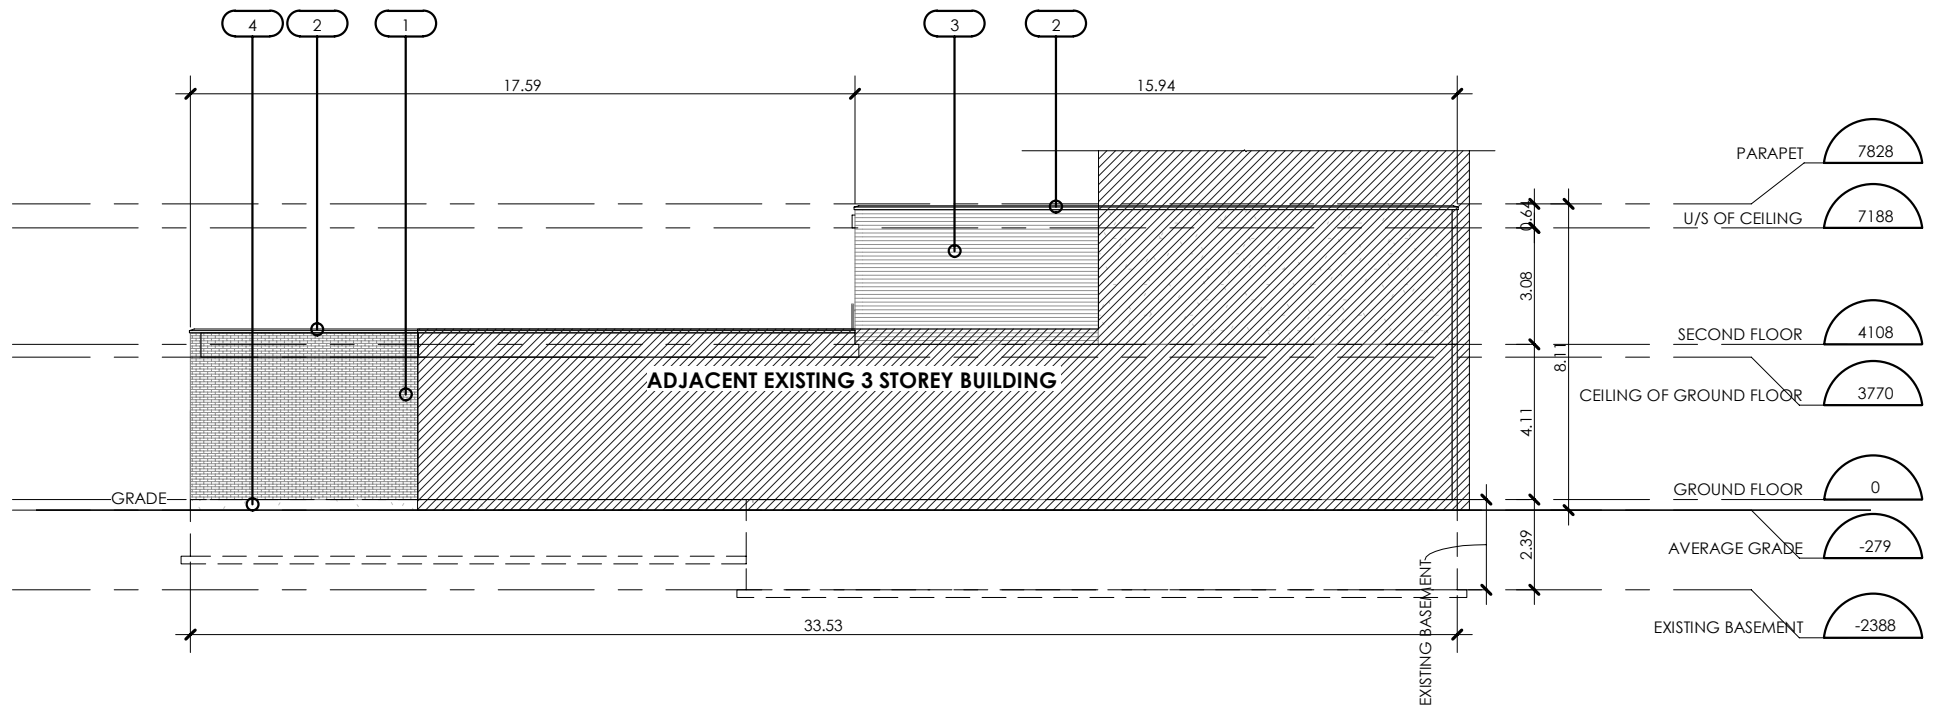 4
2
1
3
2
17.59
15.94
PARAPET
7828
0.64
U/S OF CEILING
7188
3.08
SECOND FLOOR
4108
8.11
ADJACENT EXISTING 3 STOREY BUILDING
CEILING OF GROUND FLOOR
3770
4.11
GRADE
GROUND FLOOR
0
2.39
AVERAGE GRADE
-279
EXISTING BASEMENT
33.53
EXISTING BASEMENT
-2388